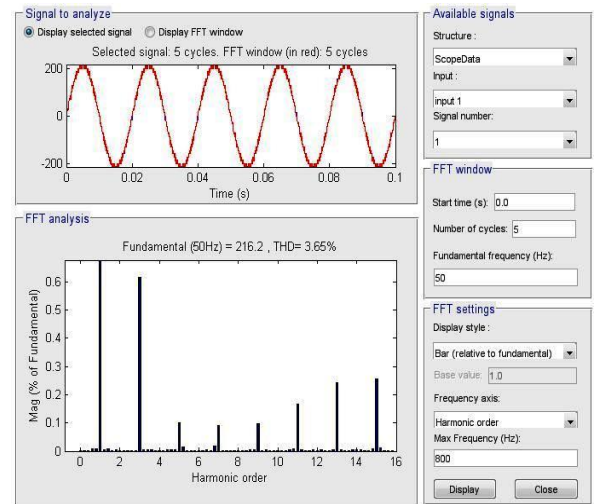 Signal to analyze
Display selected signal Display FFT window
Selected signal: 5 cycles. FFT window (in red): 5 cycles
200
0
-200
0 0.02 0.04 0.06 0.08 0.1
Time (s)
FFT analysis
Fundamental (50Hz) = 216.2 , THD= 3.65%
Mag (% of Fundamental)
0.6
0.5
0.4
0.3
0.2
0.1
0
0 2 4 6 8 10 12 14 16
Harmonic order
Available signals
Structure :
ScopeData
Input :
input 1
Signal number:
1
FFT window
Start time (s): 0.0
Number of cycles: 5
Fundamental frequency (Hz):
50
FFT settings
Display style :
Bar (relative to fundamental)
Base value: 1.0
Frequency axis:
Harmonic order
Max Frequency (Hz):
800
Display Close